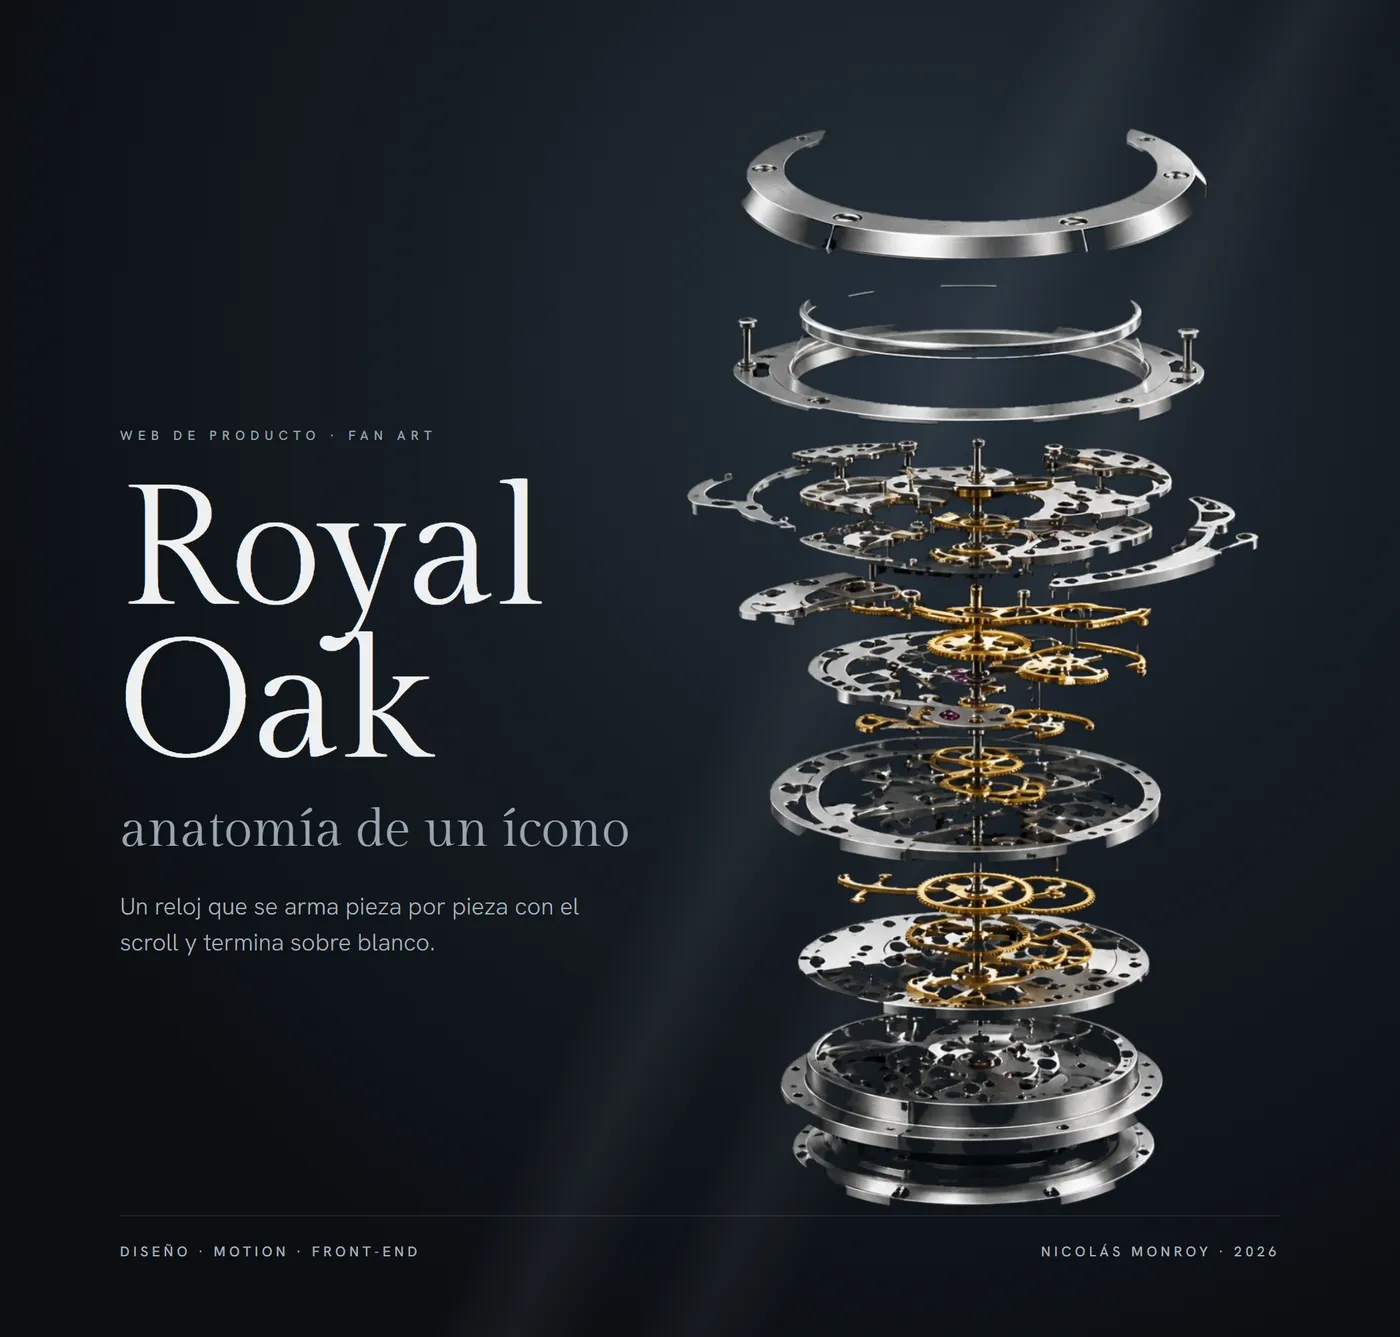 WEB DE PRODUCTO · FAN ART
Royal
Oak
anatomía de un ícono
Un reloj que se arma pieza por pieza con el
scroll y termina sobre blanco.
DISEÑO · MOTION · FRONT-END
NICOLÁS MONROY · 2026